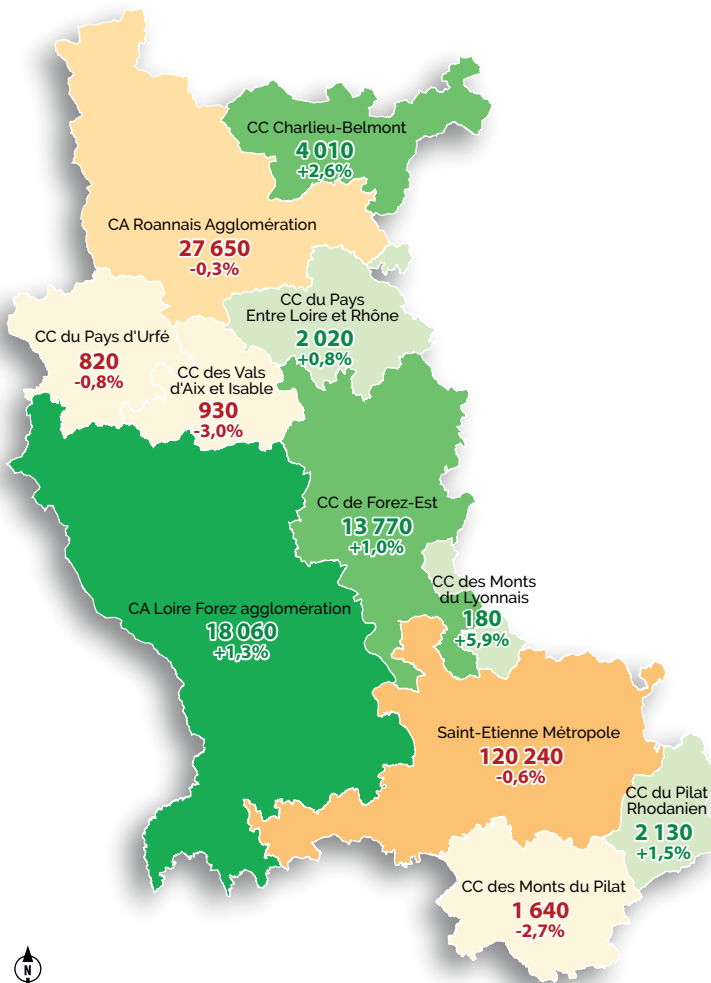 CC Charlieu-Belmont
4 010
+2,6%
CA Roannais Agglomération
27 650
-0,3%
CC du Pays
Entre Loire et Rhône
2 020
+0,8%
CC du Pays d'Urfé
820
-0,8%
CC des Vals
d'Aix et Isable
930
-3,0%
CC de Forez-Est
13 770
+1,0%
CC des Monts
du Lyonnais
180
+5,9%
CA Loire Forez agglomération
18 060
+1,3%
Saint-Etienne Métropole
120 240
-0,6%
CC du Pilat
Rhodanien
2 130
+1,5%
CC des Monts du Pilat
1 640
-2,7%
N